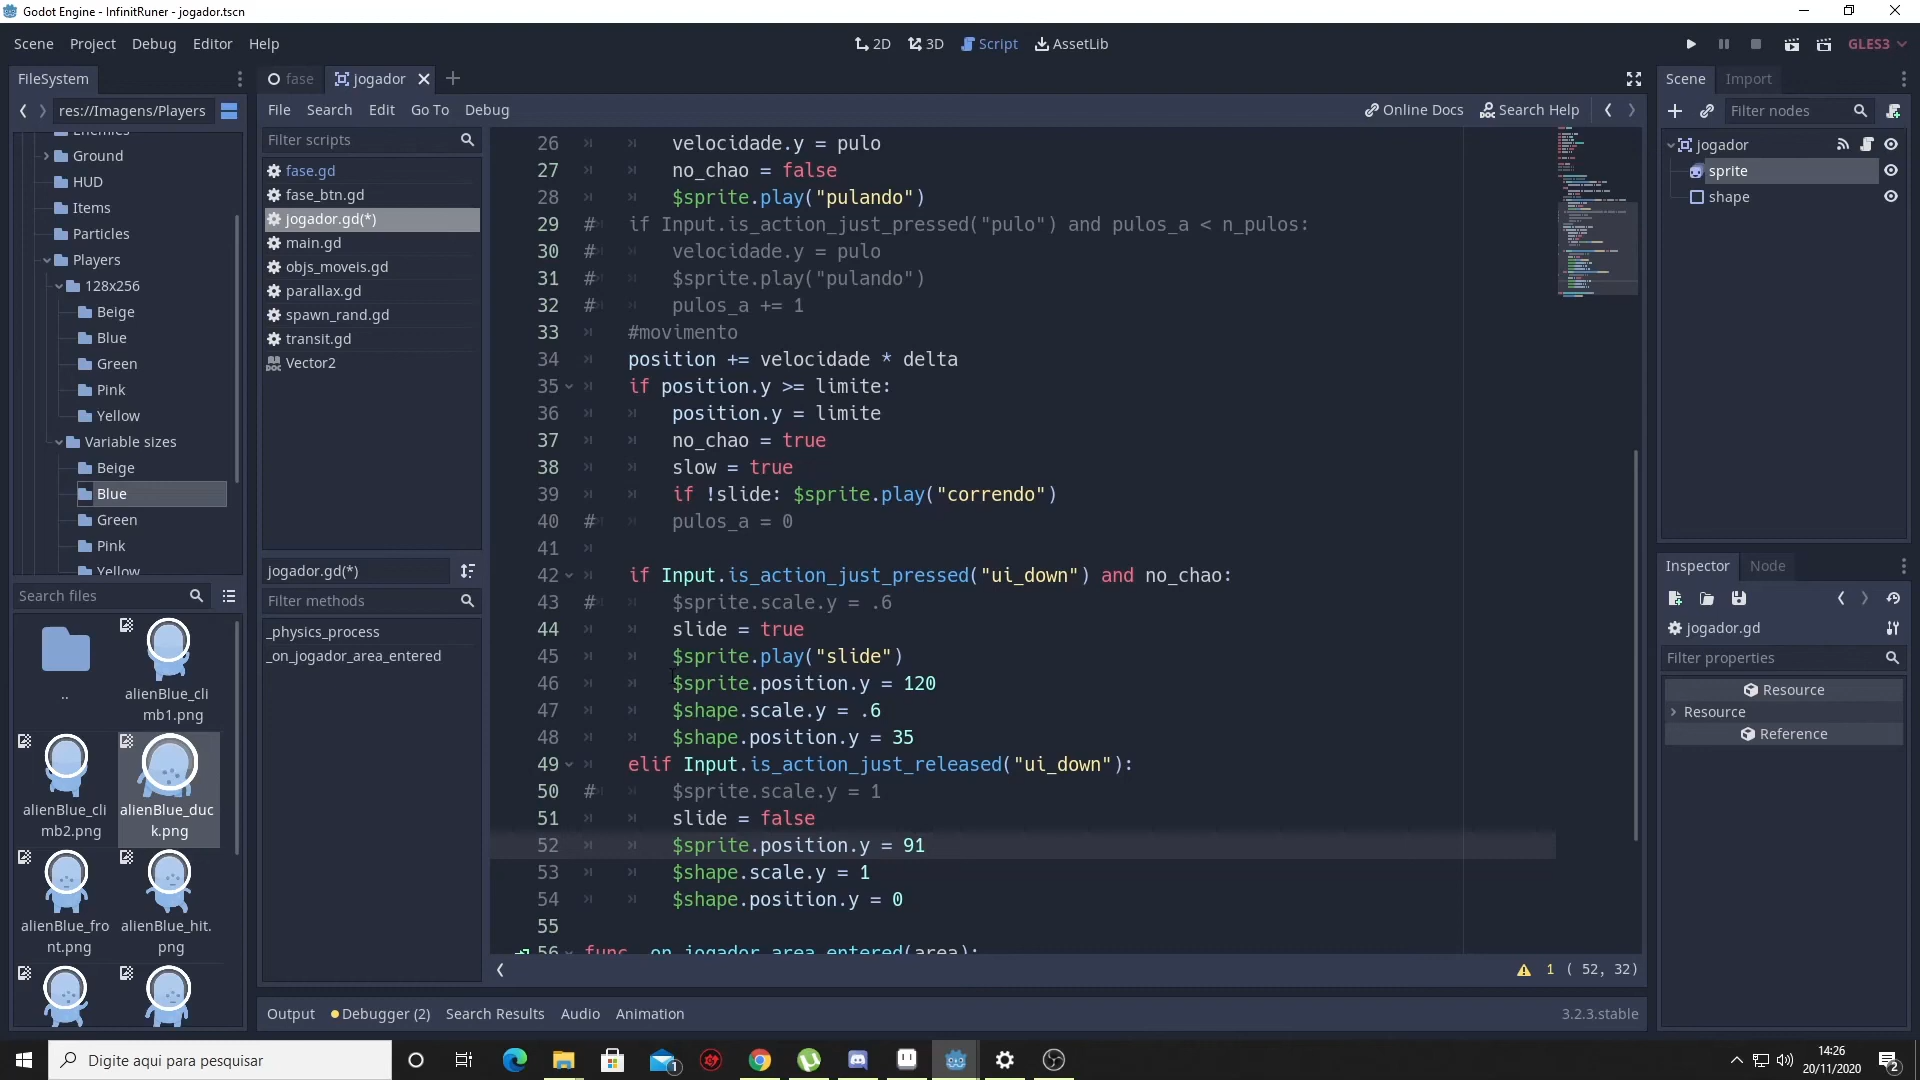 Godot Engine - InfinitRuner - jogador.tscn
Scene Project Debug Editor Help
2D 3D Script AssetLib
GLES3
FileSystem
fase jogador
Scene Import
res://Imagens/Players
File Search Edit Go To Debug
Online Docs Search Help
Filter nodes
Enemies
Ground
HUD
Items
Particles
Players
128x256
Beige
Blue
Green
Pink
Yellow
Variable sizes
Beige
Blue
Green
Pink
Yellow
Search files
..
alienBlue_cli
mb1.png
alienBlue_cli
mb2.png
alienBlue_duc
k.png
alienBlue_fro
nt.png
alienBlue_hit.
png
Filter scripts
fase.gd
fase_btn.gd
jogador.gd(*)
main.gd
objs_moveis.gd
parallax.gd
spawn_rand.gd
transit.gd
Vector2
jogador.gd(*)
Filter methods
_physics_process
_on_jogador_area_entered
26 velocidade.y = pulo
27 no_chao = false
28 $sprite.play("pulando")
29 # if Input.is_action_just_pressed("pulo") and pulos_a < n_pulos:
30 # velocidade.y = pulo
31 # $sprite.play("pulando")
32 # pulos_a += 1
33 #movimento
34 position += velocidade * delta
35 if position.y >= limite:
36 position.y = limite
37 no_chao = true
38 slow = true
39 if !slide: $sprite.play("correndo")
40 # pulos_a = 0
41
42 if Input.is_action_just_pressed("ui_down") and no_chao:
43 # $sprite.scale.y = .6
44 slide = true
45 $sprite.play("slide")
46 $sprite.position.y = 120
47 $shape.scale.y = .6
48 $shape.position.y = 35
49 elif Input.is_action_just_released("ui_down"):
50 # $sprite.scale.y = 1
51 slide = false
52 $sprite.position.y = 91
53 $shape.scale.y = 1
54 $shape.position.y = 0
55
56 func _on_jogador_area_entered(area):
1 ( 52, 32)
Output Debugger (2) Search Results Audio Animation
3.2.3.stable
jogador
sprite
shape
Inspector Node
jogador.gd
Filter properties
Resource
Resource
Reference
Digite aqui para pesquisar
1
14:26
20/11/2020
2